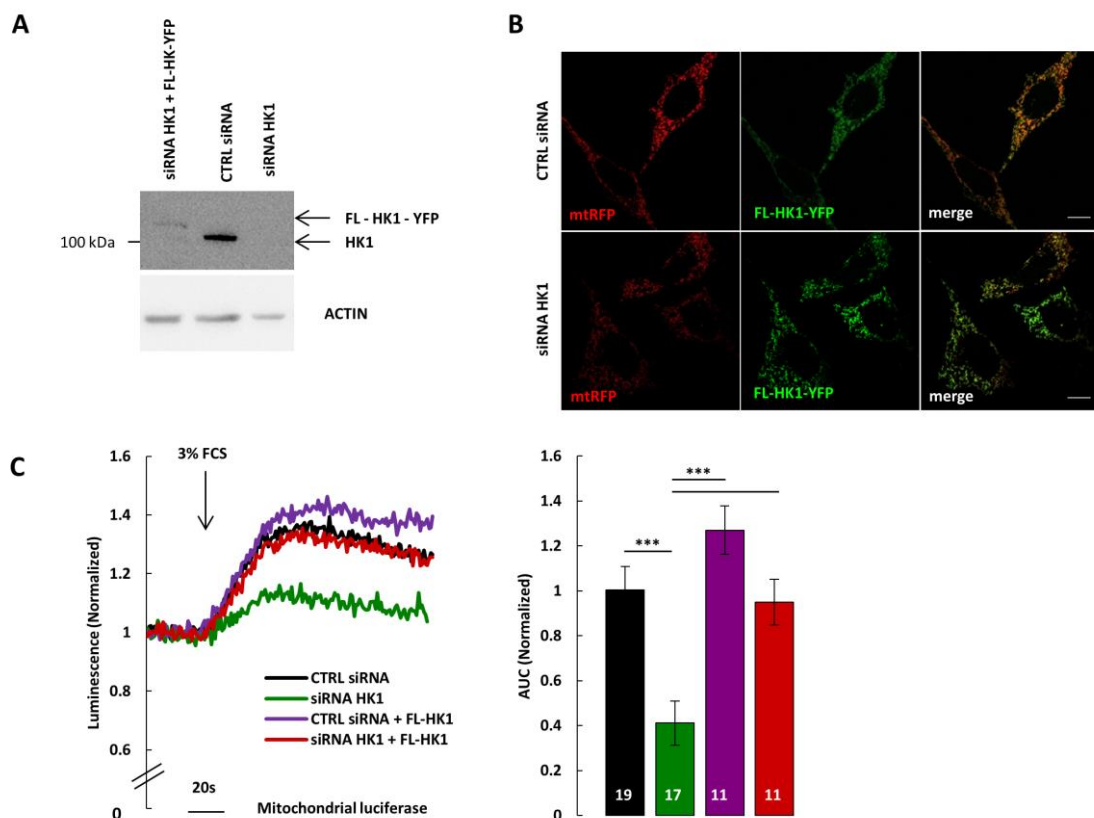 A
siRNA HK1 + FL-HK-YFP
CTRL siRNA
siRNA HK1
FL - HK1 - YFP
100 kDa
HK1
ACTIN
B
CTRL siRNA
mtRFP
FL-HK1-YFP
merge
siRNA HK1
mtRFP
FL-HK1-YFP
merge
C
3% FCS
Luminescence (Normalized)
1.6
1.4
1.2
1
0.8
0.6
0
CTRL siRNA
siRNA HK1
CTRL siRNA + FL-HK1
siRNA HK1 + FL-HK1
20s
Mitochondrial luciferase
AUC (Normalized)
1.6
1.4
1.2
1
0.8
0.6
0.4
0.2
0
***
***
19
17
11
11